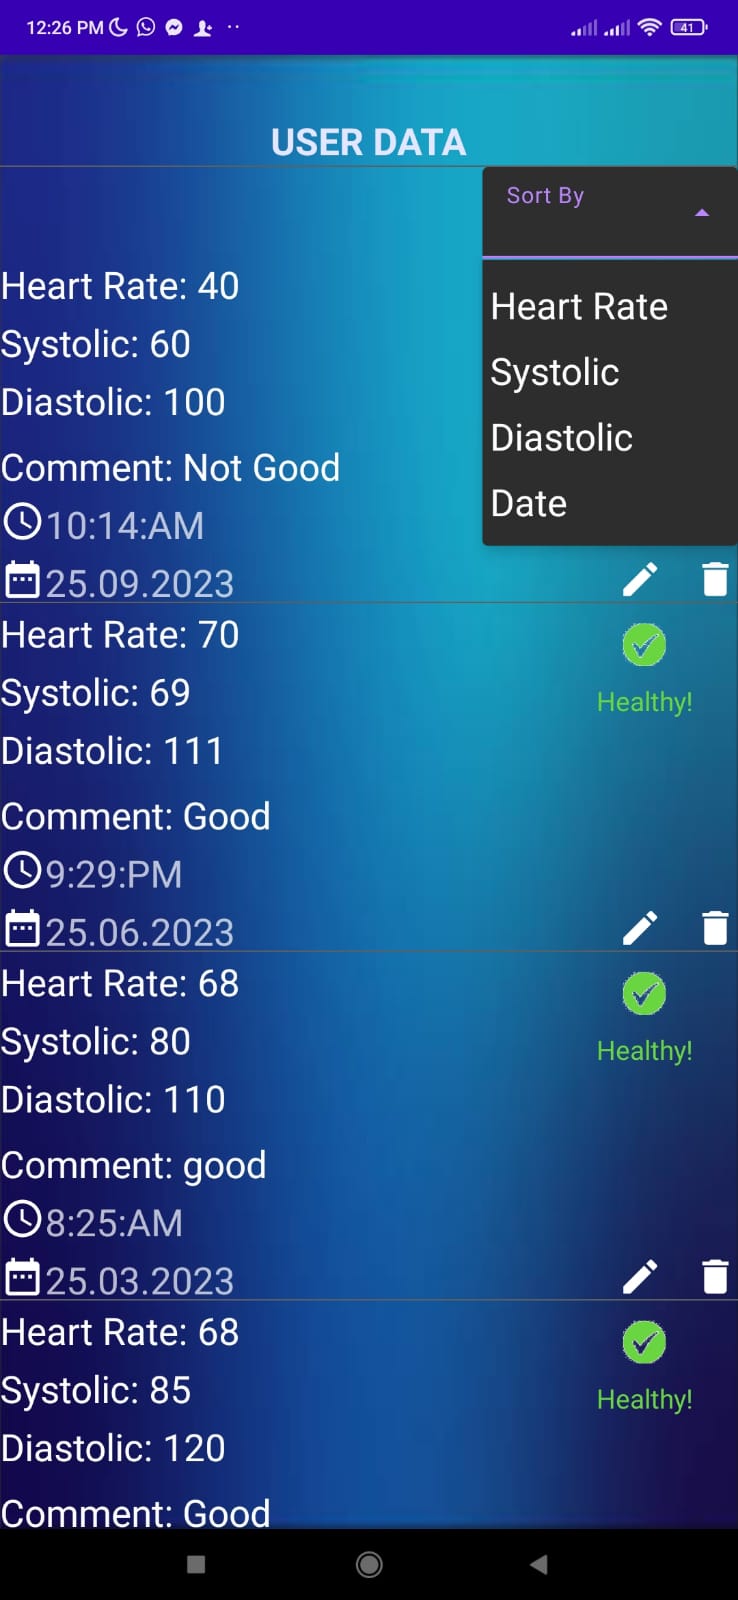 12:26 PM
41
USER DATA
Sort By
Heart Rate
Systolic
Diastolic
Date
Heart Rate: 40
Systolic: 60
Diastolic: 100
Comment: Not Good
10:14:AM
25.09.2023
Heart Rate: 70
Healthy!
Systolic: 69
Diastolic: 111
Comment: Good
9:29:PM
25.06.2023
Heart Rate: 68
Healthy!
Systolic: 80
Diastolic: 110
Comment: good
8:25:AM
25.03.2023
Heart Rate: 68
Healthy!
Systolic: 85
Diastolic: 120
Comment: Good